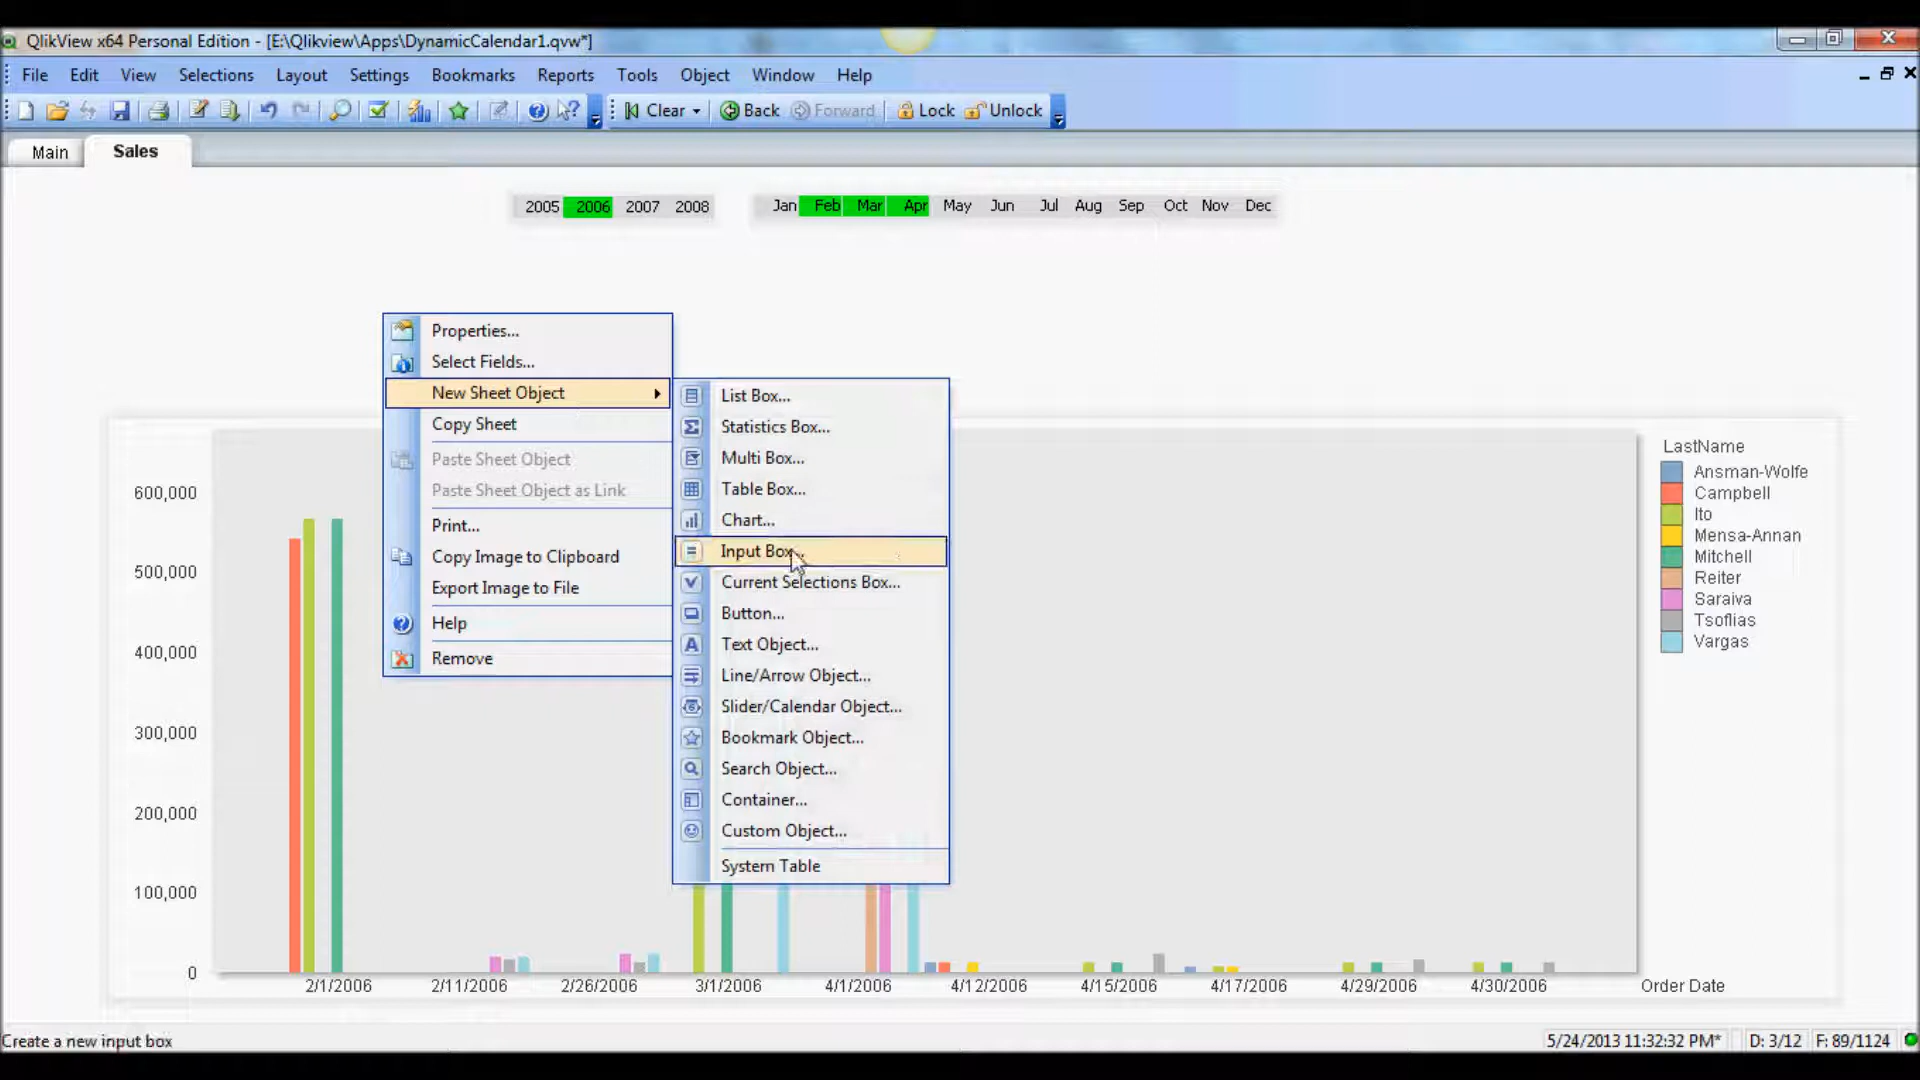 QlikView x64 Personal Edition - [E:\Qlikview\Apps\DynamicCalendar1.qvw*]
File Edit View Selections Layout Settings Bookmarks Reports Tools Object Window Help
Clear Back Forward Lock Unlock
Main Sales
2005 2006 2007 2008 Jan Feb Mar Apr May Jun Jul Aug Sep Oct Nov Dec
Properties...
Select Fields...
New Sheet Object
Copy Sheet
Paste Sheet Object
Paste Sheet Object as Link
Print...
Copy Image to Clipboard
Export Image to File
Help
Remove
List Box...
Statistics Box...
Multi Box...
Table Box...
Chart...
Input Box...
Current Selections Box...
Button...
Text Object...
Line/Arrow Object...
Slider/Calendar Object...
Bookmark Object...
Search Object...
Container...
Custom Object...
System Table
LastName
Ansman-Wolfe
Campbell
Ito
Mensa-Annan
Mitchell
Reiter
Saraiva
Tsoflias
Vargas
600,000
500,000
400,000
300,000
200,000
100,000
0
2/1/2006 2/11/2006 2/26/2006 3/1/2006 4/1/2006 4/12/2006 4/15/2006 4/17/2006 4/29/2006 4/30/2006 Order Date
Create a new input box 5/24/2013 11:32:32 PM* D: 3/12 F: 89/1124